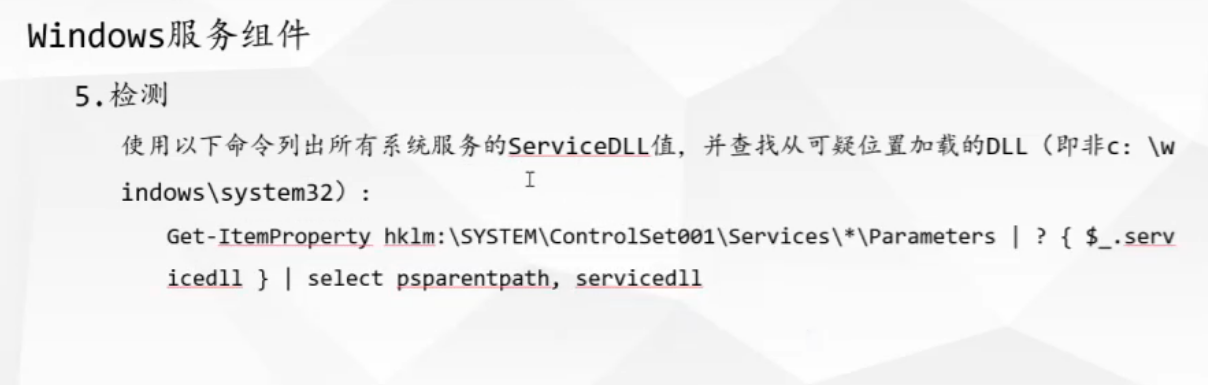 Windows服务组件
5.检测
使用以下命令列出所有系统服务的ServiceDLL值，并查找从可疑位置加载的DLL（即非c: \w
indows\system32）:
Get-ItemProperty hklm:\SYSTEM\ControlSet001\Services\*\Parameters | ? { $_.serv
icedll } | select psparentpath, servicedll